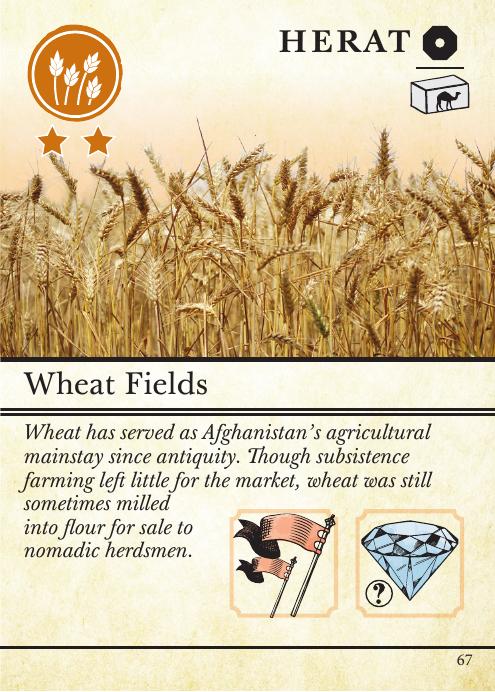 HERAT
Wheat Fields
Wheat has served as Afghanistan's agricultural
mainstay since antiquity. Though subsistence
farming left little for the market, wheat was still
sometimes milled
into flour for sale to
nomadic herdsmen.
?
67